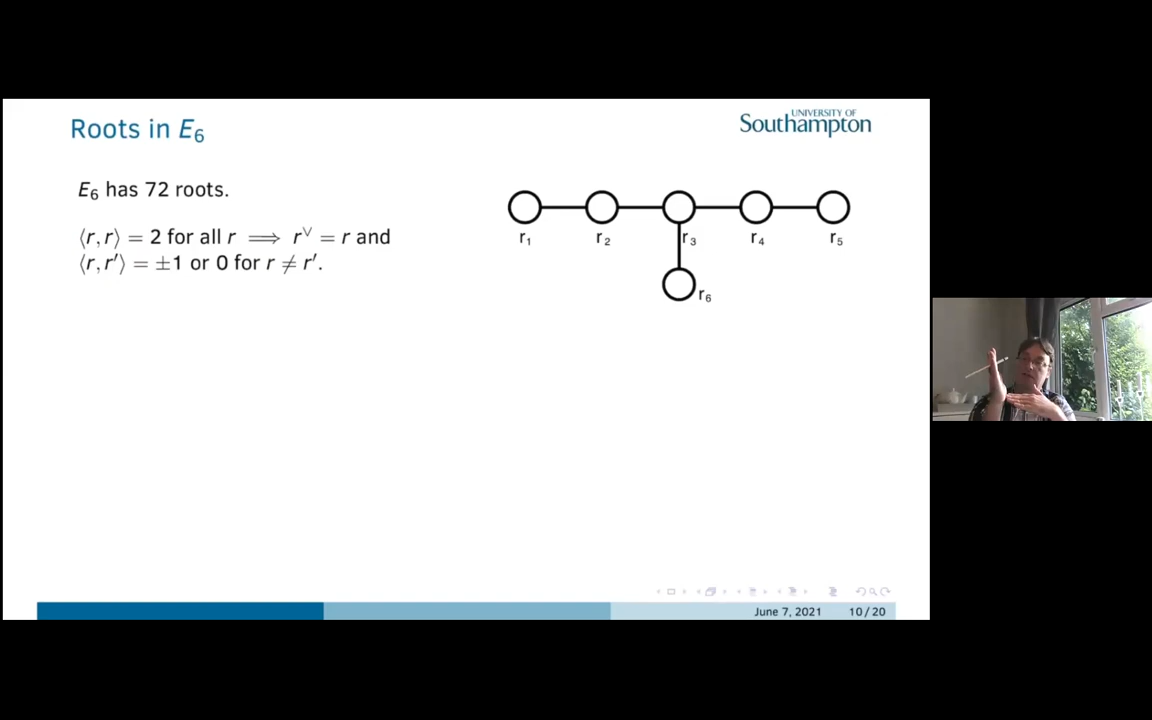 Roots in E₆
UNIVERSITY OF
Southampton
E₆ has 72 roots.
⟨r, r⟩ = 2 for all r ⟹ r^∨ = r and
⟨r, r′⟩ = ±1 or 0 for r ≠ r′.
r₁ r₂ r₃ r₄ r₅
r₆
June 7, 2021 10/20